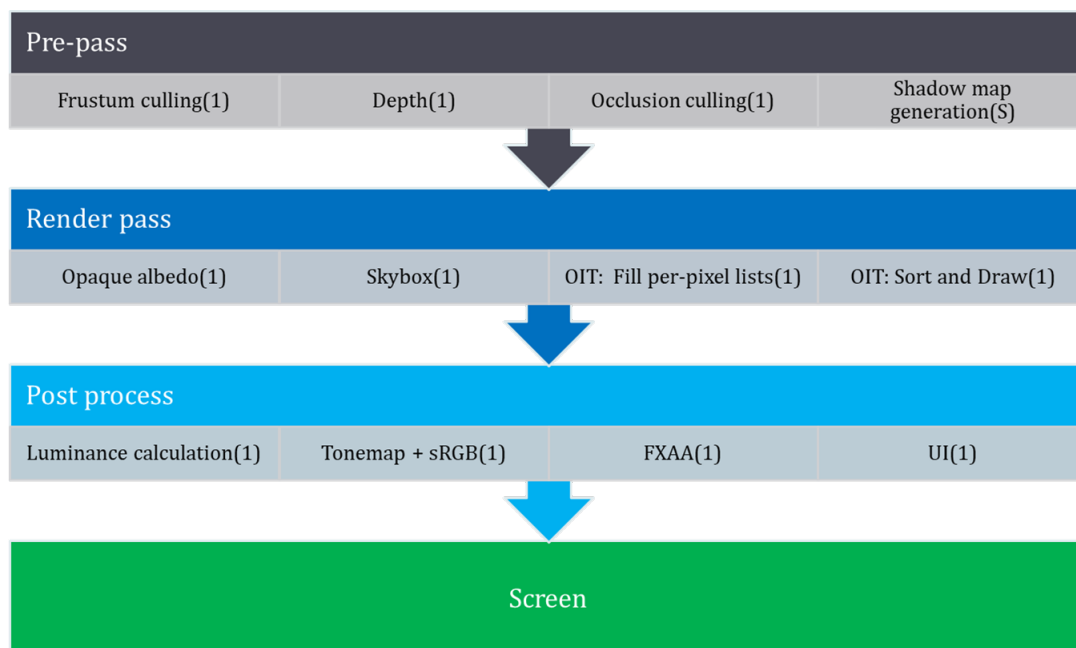 Pre-pass
Frustum culling(1)
Depth(1)
Occlusion culling(1)
Shadow map
generation(S)
Render pass
Opaque albedo(1)
Skybox(1)
OIT: Fill per-pixel lists(1)
OIT: Sort and Draw(1)
Post process
Luminance calculation(1)
Tonemap + sRGB(1)
FXAA(1)
UI(1)
Screen